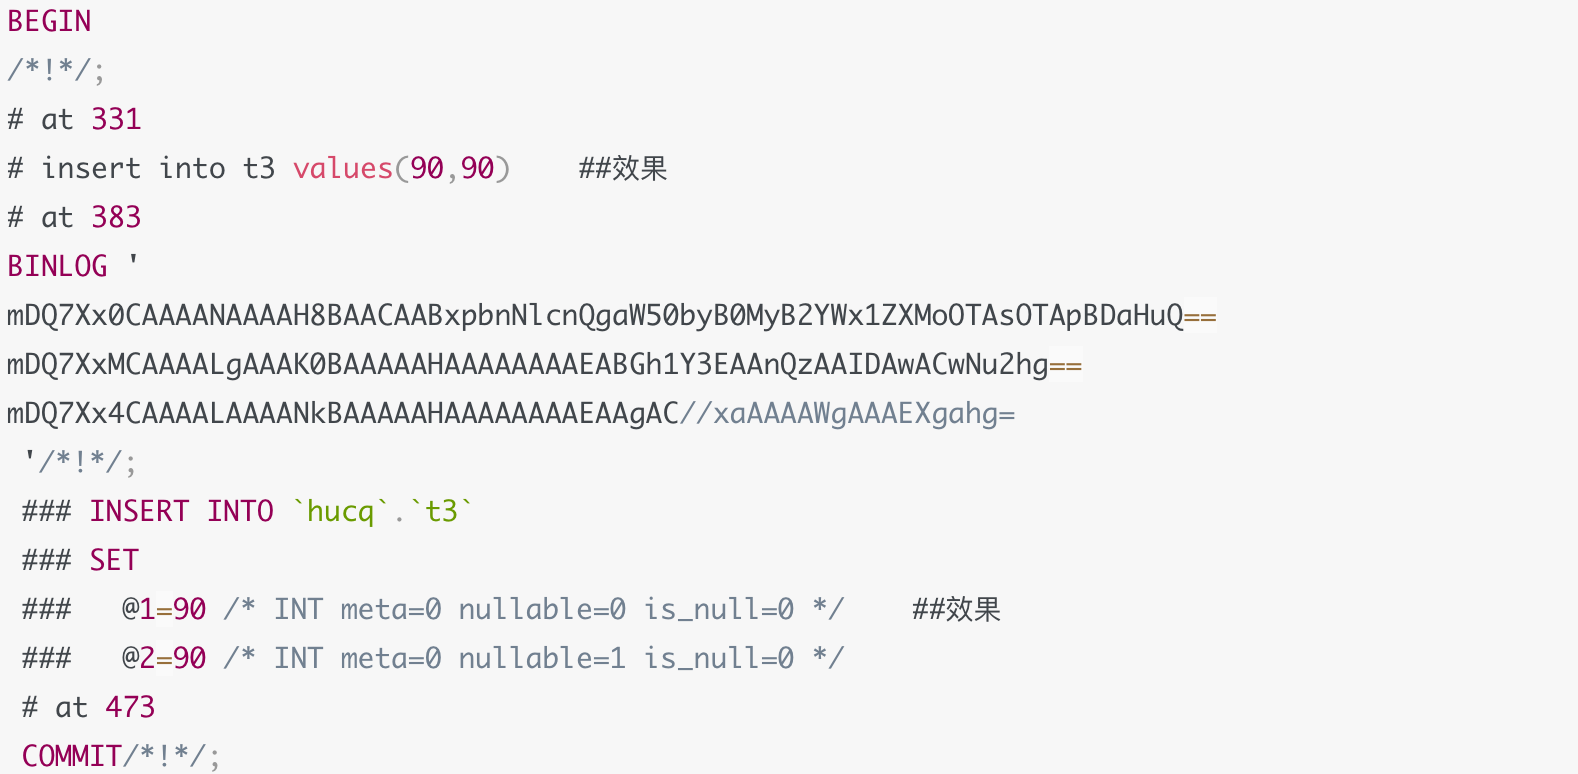 BEGIN
/*!*/;
# at 331
# insert into t3 values(90,90)    ##效果
# at 383
BINLOG '
mDQ7Xx0CAAAANAAAAH8BAACAABxpbnNlcnQgaW50byB0MyB2YWx1ZXMoOTAsOTApBDaHuQ==
mDQ7XxMCAAAALgAAAK0BAAAAAHAAAAAAAAEABGh1Y3EAAnQzAAIDAwACwNu2hg==
mDQ7Xx4CAAAALAAAANkBAAAAAHAAAAAAAAEAAgAC//xaAAAAWgAAAEXgahg=
'/*!*/;
### INSERT INTO `hucq`.`t3`
### SET
###   @1=90 /* INT meta=0 nullable=0 is_null=0 */    ##效果
###   @2=90 /* INT meta=0 nullable=1 is_null=0 */
# at 473
COMMIT/*!*/;